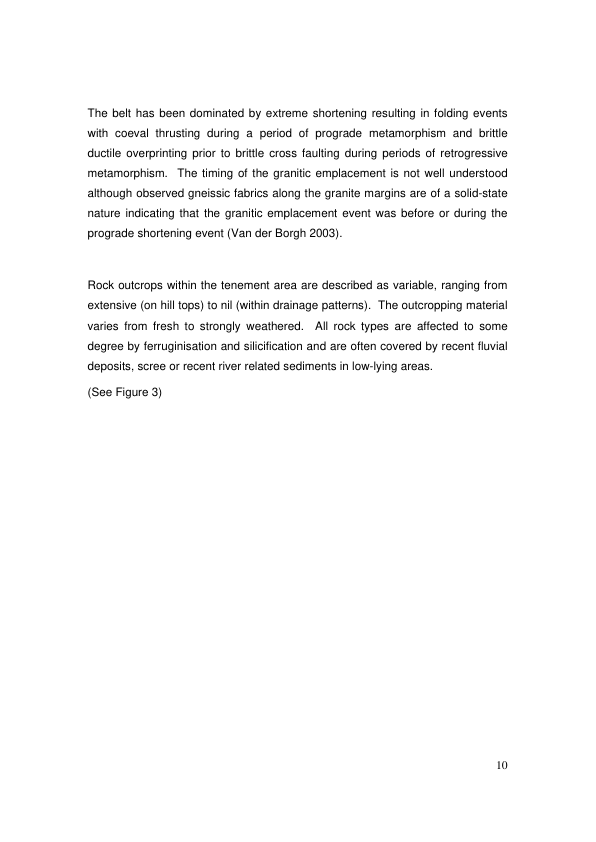 The belt has been dominated by extreme shortening resulting in folding events
with coeval thrusting during a period of prograde metamorphism and brittle
ductile overprinting prior to brittle cross faulting during periods of retrogressive
metamorphism.  The timing of the granitic emplacement is not well understood
although observed gneissic fabrics along the granite margins are of a solid-state
nature indicating that the granitic emplacement event was before or during the
prograde shortening event (Van der Borgh 2003).
Rock outcrops within the tenement area are described as variable, ranging from
extensive (on hill tops) to nil (within drainage patterns).  The outcropping material
varies from fresh to strongly weathered.  All rock types are affected to some
degree by ferruginisation and silicification and are often covered by recent fluvial
deposits, scree or recent river related sediments in low-lying areas.
(See Figure 3)
10